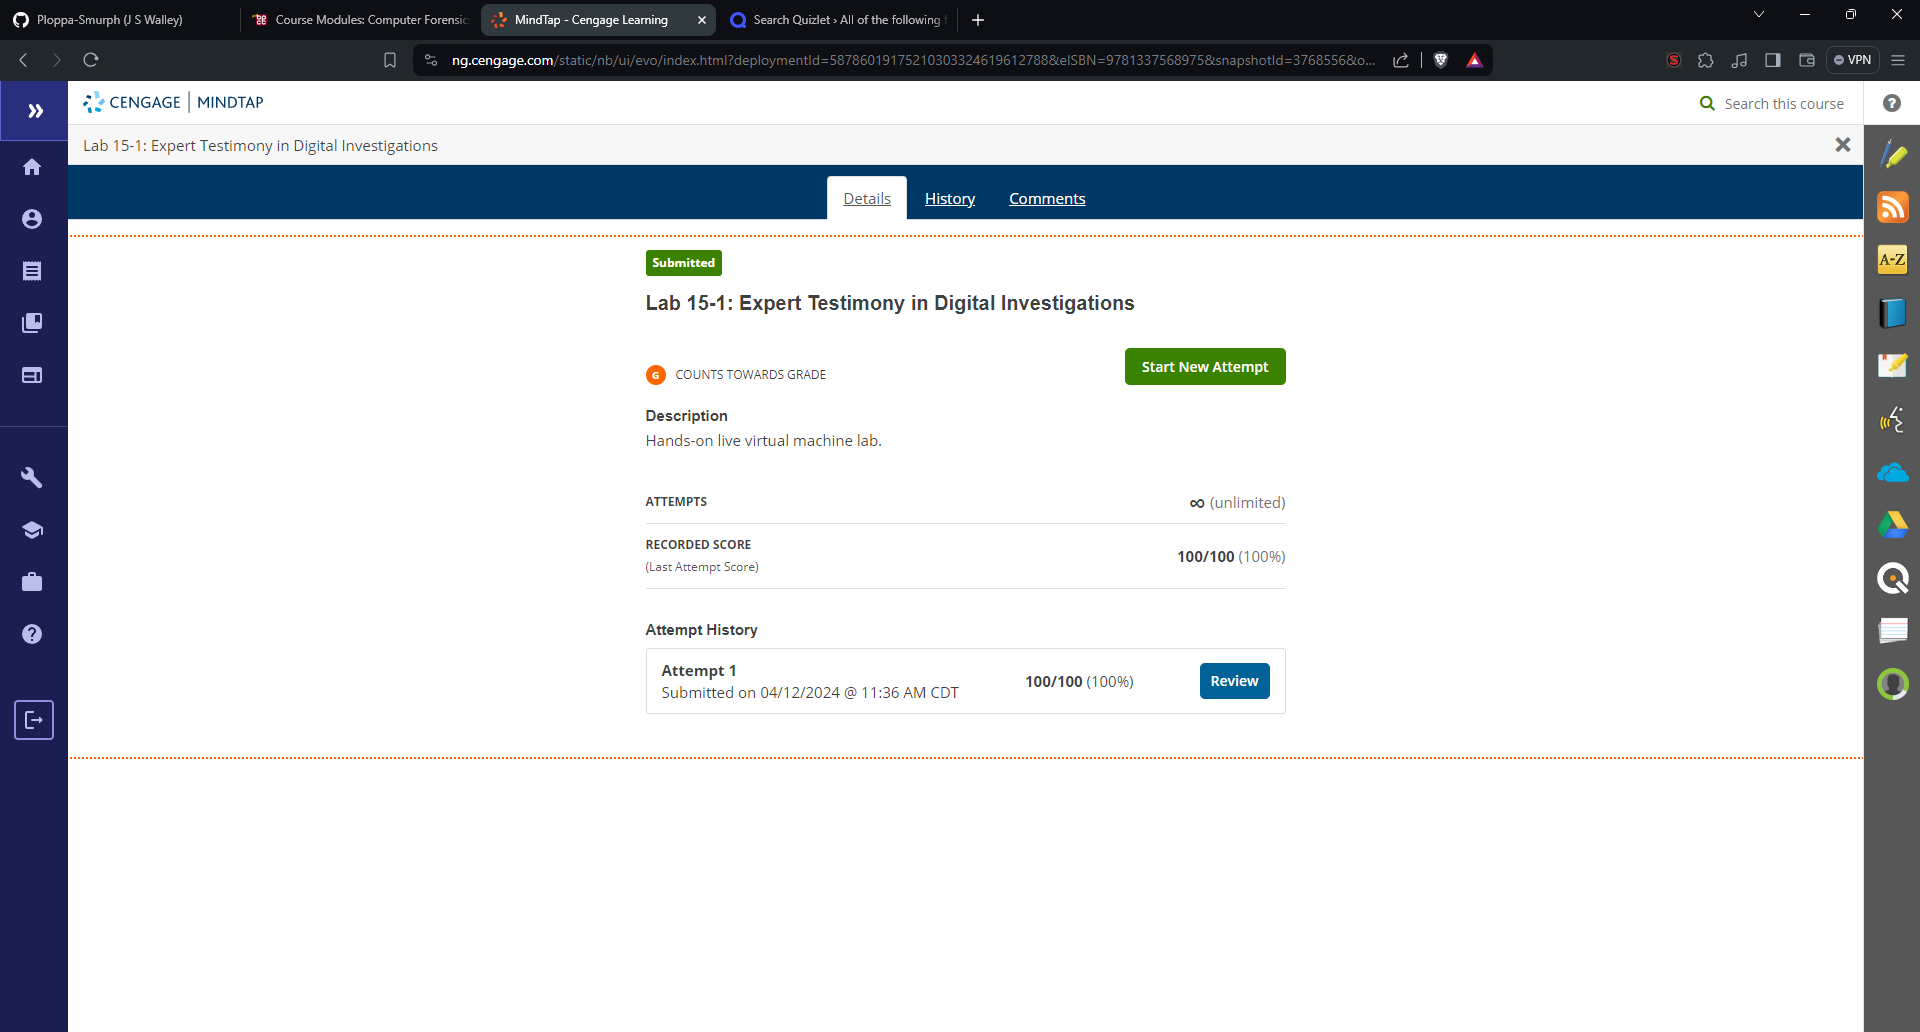 Ploppa-Smurph (J S Walley)
Course Modules: Computer Forensic
MindTap - Cengage Learning
Search Quizlet › All of the following f
ng.cengage.com/static/nb/ui/evo/index.html?deploymentId=5878601917521030332461961​2788&eISBN=9781337568975&snapshotId=3768556&o...
VPN
CENGAGE | MINDTAP
Search this course
Lab 15-1: Expert Testimony in Digital Investigations
Details
History
Comments
Submitted
Lab 15-1: Expert Testimony in Digital Investigations
G COUNTS TOWARDS GRADE
Start New Attempt
Description
Hands-on live virtual machine lab.
ATTEMPTS
∞ (unlimited)
RECORDED SCORE
(Last Attempt Score)
100/100 (100%)
Attempt History
Attempt 1
Submitted on 04/12/2024 @ 11:36 AM CDT
100/100 (100%)
Review
A-Z